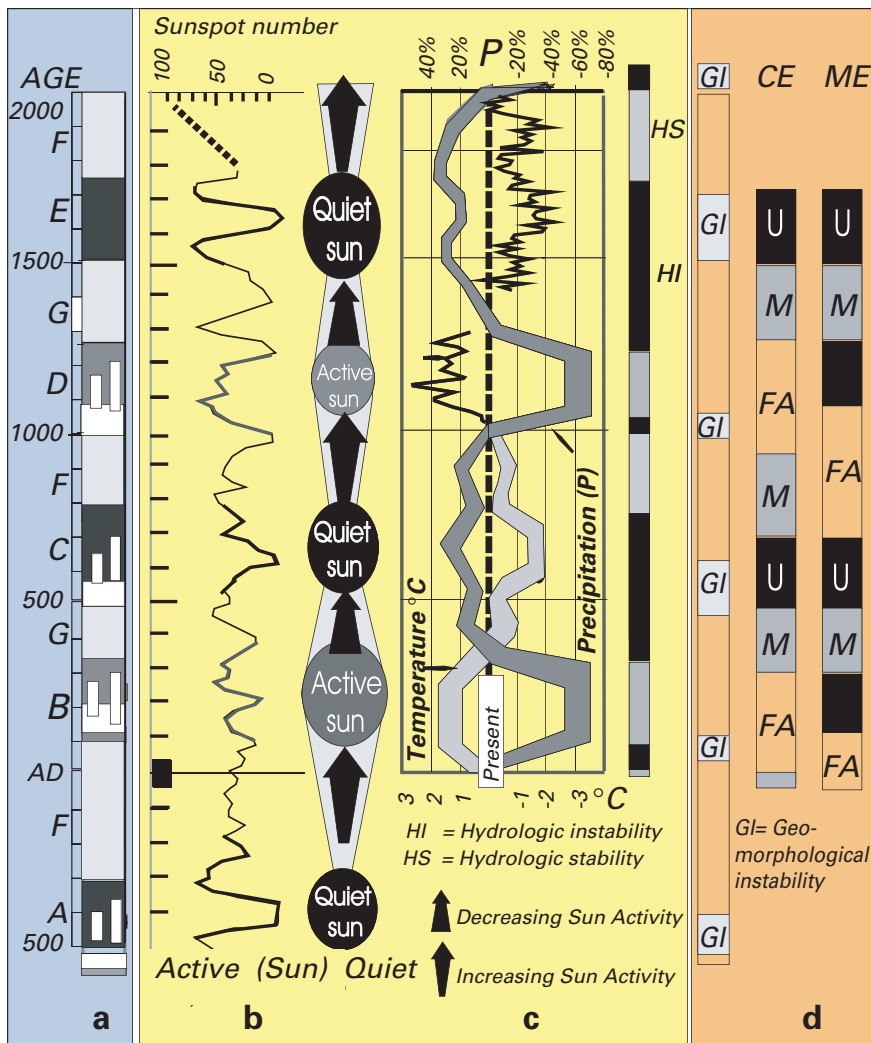 Sunspot number
AGE
100
50
0
40%
20%
P
-20%
-40%
-60%
-80%
GI
CE
ME
2000
F
HS
E
Quiet
sun
GI
U
U
1500
HI
G
M
M
D
Active
sun
FA
1000
GI
F
M
FA
Precipitation (P)
C
Quiet
sun
GI
U
U
500
Temperature °C
G
M
M
B
Active
sun
Present
GI
FA
AD
FA
3
2
1
-1
-2
-3
°C
F
HI = Hydrologic instability
HS = Hydrologic stability
GI= Geo-
morphological
instability
A
Quiet
sun
Decreasing Sun Activity
500
GI
Active (Sun) Quiet
Increasing Sun Activity
a
b
c
d